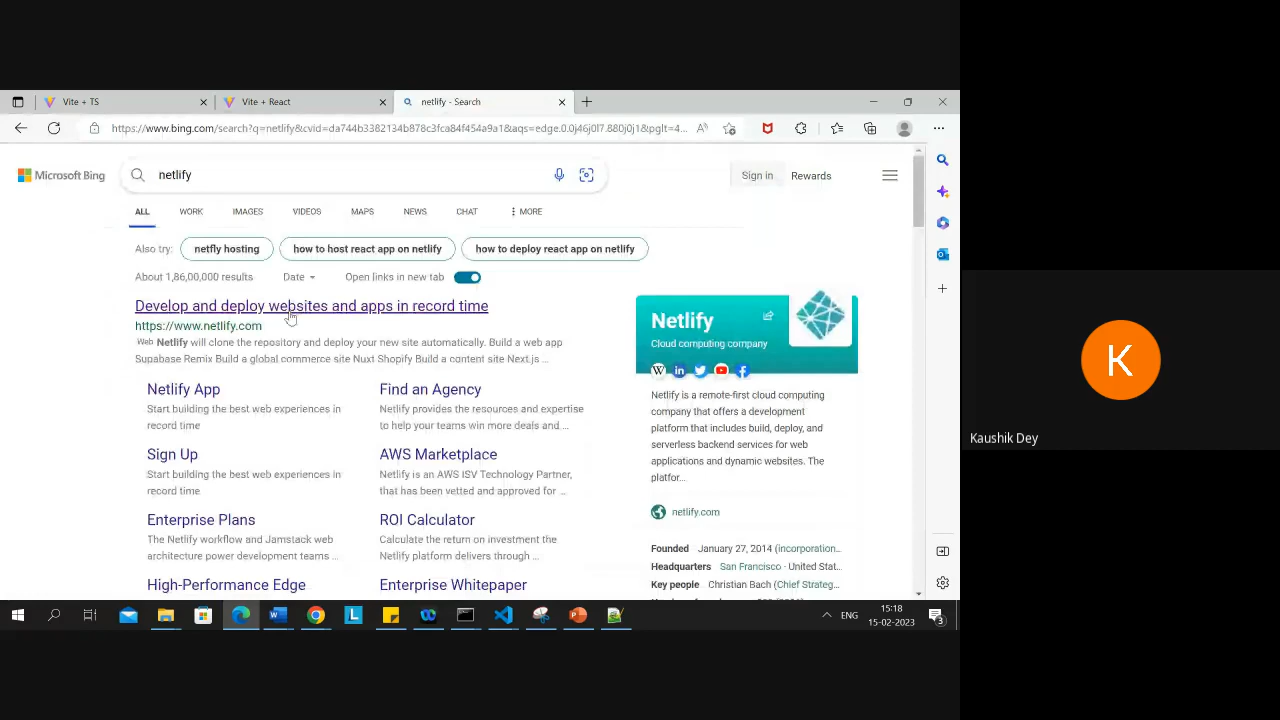 Vite + TS
Vite + React
netlify - Search
https://www.bing.com/search?q=netlify&cvid=da744b3382134b878c3fca84f454a9a1&aqs=edge.0.0j46j0l7.880j0j1&pglt=4...
Microsoft Bing
netlify
Sign in
Rewards
ALL
WORK
IMAGES
VIDEOS
MAPS
NEWS
CHAT
MORE
Also try:
netfly hosting
how to host react app on netlify
how to deploy react app on netlify
About 1,86,00,000 results
Date
Open links in new tab
Develop and deploy websites and apps in record time
https://www.netlify.com
Web Netlify will clone the repository and deploy your new site automatically. Build a web app
Supabase Remix Build a global commerce site Nuxt Shopify Build a content site Next.js ...
Netlify App
Start building the best web experiences in
record time
Find an Agency
Netlify provides the resources and expertise
to help your teams win more deals and ...
Sign Up
Start building the best web experiences in
record time
AWS Marketplace
Netlify is an AWS ISV Technology Partner,
that has been vetted and approved for ...
Enterprise Plans
The Netlify workflow and Jamstack web
architecture power development teams ...
ROI Calculator
Calculate the return on investment the
Netlify platform delivers through ...
High-Performance Edge
Enterprise Whitepaper
Netlify
Cloud computing company
W
in
Netlify is a remote-first cloud computing
company that offers a development
platform that includes build, deploy, and
serverless backend services for web
applications and dynamic websites. The
platfor...
netlify.com
Founded January 27, 2014 (incorporation...
Headquarters San Francisco · United Stat...
Key people Christian Bach (Chief Strateg...
ENG
15:18
15-02-2023
3
K
Kaushik Dey